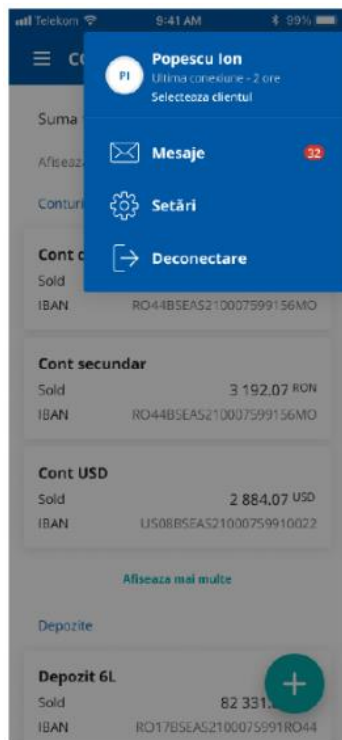 Telekom 9:41 AM 99%
CO
PI
Popescu Ion
Ultima conexiune - 2 ore
Selecteaza clientul
Suma
Mesaje 32
Afiseaz
Conturi
Setări
Cont c
Deconectare
Sold
IBAN RO44BSEAS210007599156MO
Cont secundar
Sold 3 192.07 RON
IBAN RO44BSEAS210007599156MO
Cont USD
Sold 2 884.07 USD
IBAN US08BSEAS21000759910022
Afiseaza mai multe
Depozite
Depozit 6L
Sold 82 331.
IBAN RO17BSEAS2100075991RO44